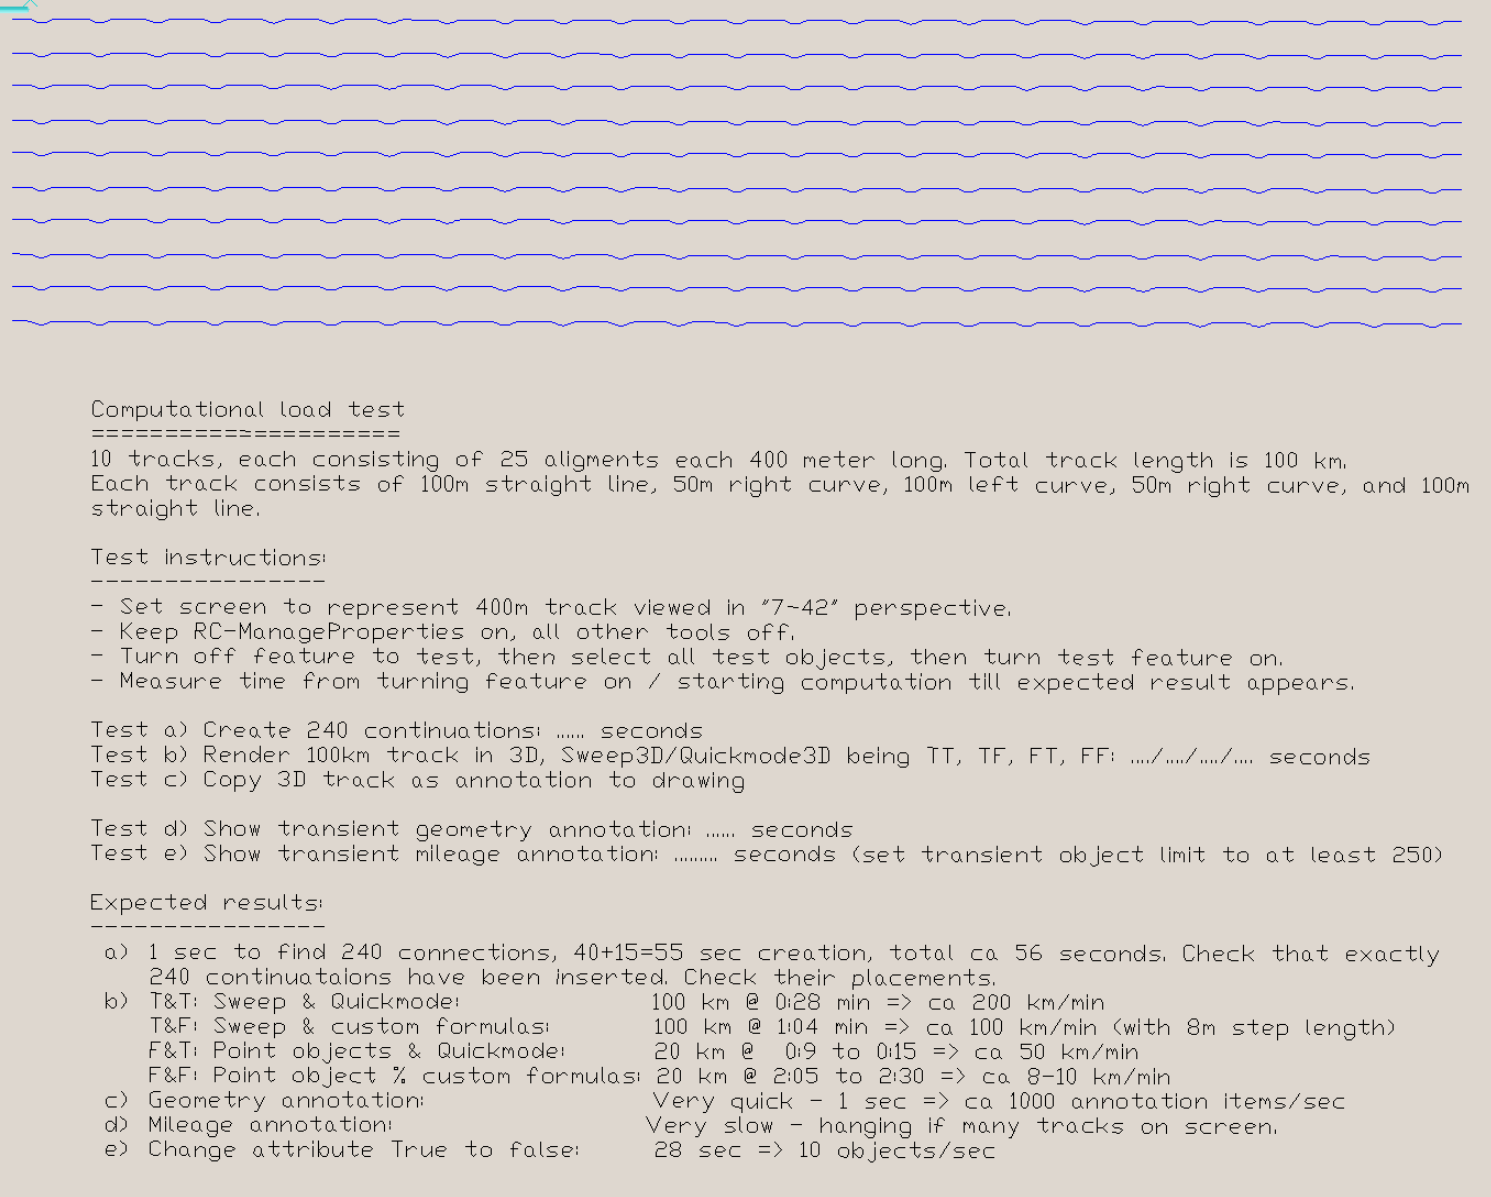 Computational load test
=====================
10 tracks, each consisting of 25 aligments each 400 meter long. Total track length is 100 km.
Each track consists of 100m straight line, 50m right curve, 100m left curve, 50m right curve, and 100m
straight line.
Test instructions:
----------------
- Set screen to represent 400m track viewed in "7~42" perspective.
- Keep RC-ManageProperties on, all other tools off.
- Turn off feature to test, then select all test objects, then turn test feature on.
- Measure time from turning feature on / starting computation till expected result appears.
Test a) Create 240 continuations: ...... seconds
Test b) Render 100km track in 3D, Sweep3D/Quickmode3D being TT, TF, FT, FF: ..../..../..../.... seconds
Test c) Copy 3D track as annotation to drawing
Test d) Show transient geometry annotation: ...... seconds
Test e) Show transient mileage annotation: ......... seconds (set transient object limit to at least 250)
Expected results:
----------------
a) 1 sec to find 240 connections, 40+15=55 sec creation, total ca 56 seconds. Check that exactly
240 continuataions have been inserted. Check their placements.
b) T&T: Sweep & Quickmode: 100 km @ 0:28 min => ca 200 km/min
T&F: Sweep & custom formulas: 100 km @ 1:04 min => ca 100 km/min (with 8m step length)
F&T: Point objects & Quickmode: 20 km @ 0:9 to 0:15 => ca 50 km/min
F&F: Point object % custom formulas: 20 km @ 2:05 to 2:30 => ca 8-10 km/min
c) Geometry annotation: Very quick - 1 sec => ca 1000 annotation items/sec
d) Mileage annotation: Very slow - hanging if many tracks on screen.
e) Change attribute True to false: 28 sec => 10 objects/sec